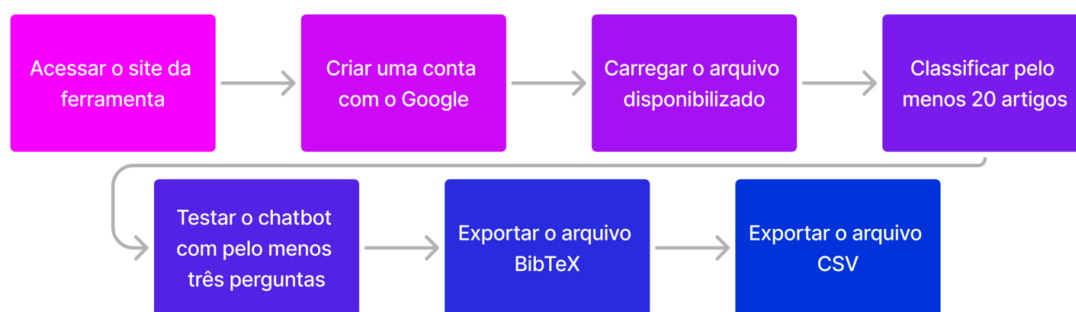 Acessar o site da
ferramenta
Criar uma conta
com o Google
Carregar o arquivo
disponibilizado
Classificar pelo
menos 20 artigos
Testar o chatbot
com pelo menos
três perguntas
Exportar o arquivo
BibTeX
Exportar o arquivo
CSV